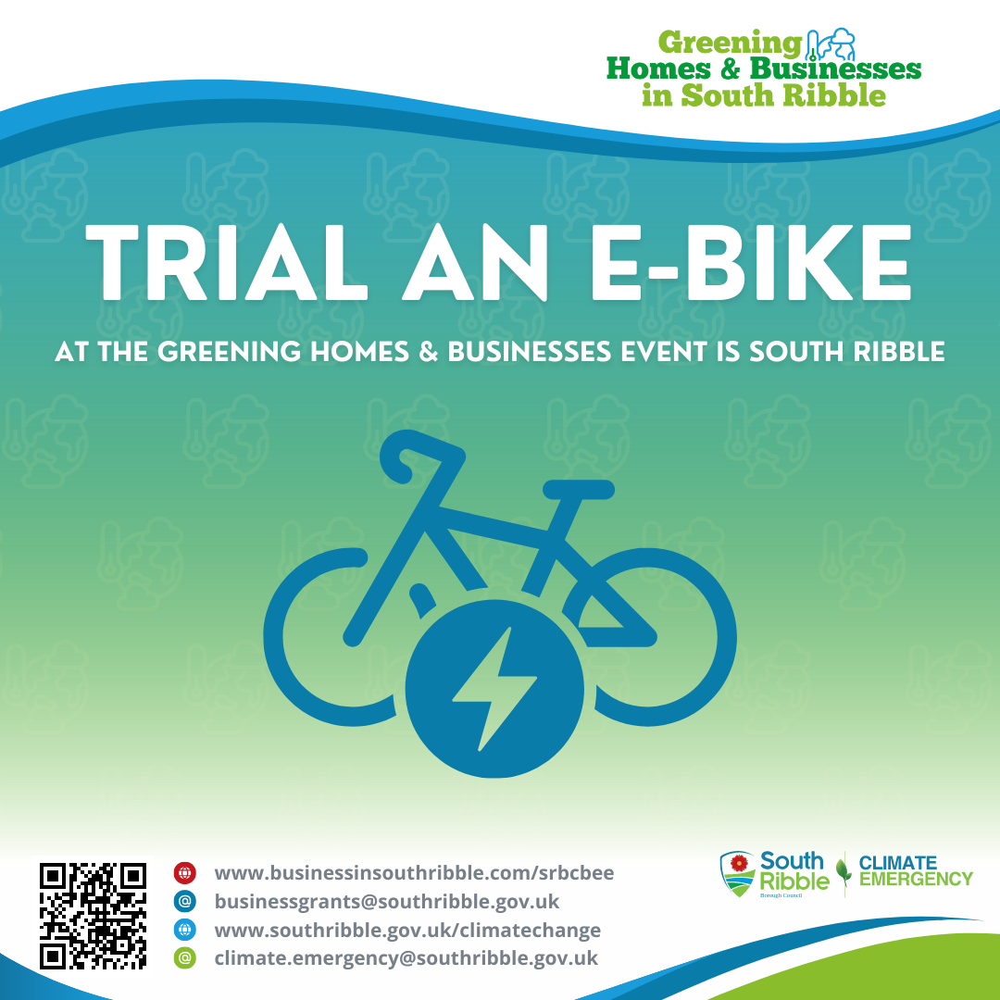 Greening
Homes & Businesses
in South Ribble
TRIAL AN E-BIKE
AT THE GREENING HOMES & BUSINESSES EVENT IS SOUTH RIBBLE
www.businessinsouthribble.com/srbcbee
businessgrants@southribble.gov.uk
www.southribble.gov.uk/climatechange
climate.emergency@southribble.gov.uk
South
Ribble
Borough Council
CLIMATE
EMERGENCY